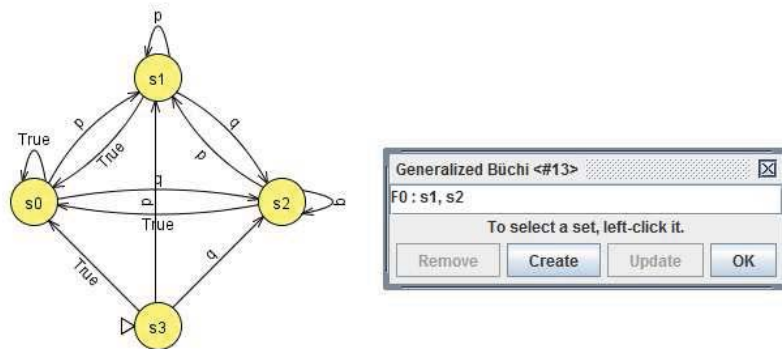 p
s1
p
True
q
p
True
s0
q
True
p
s2
q
True
q
s3
Generalized Büchi <#13>
F0 : s1, s2
To select a set, left-click it.
Remove Create Update OK